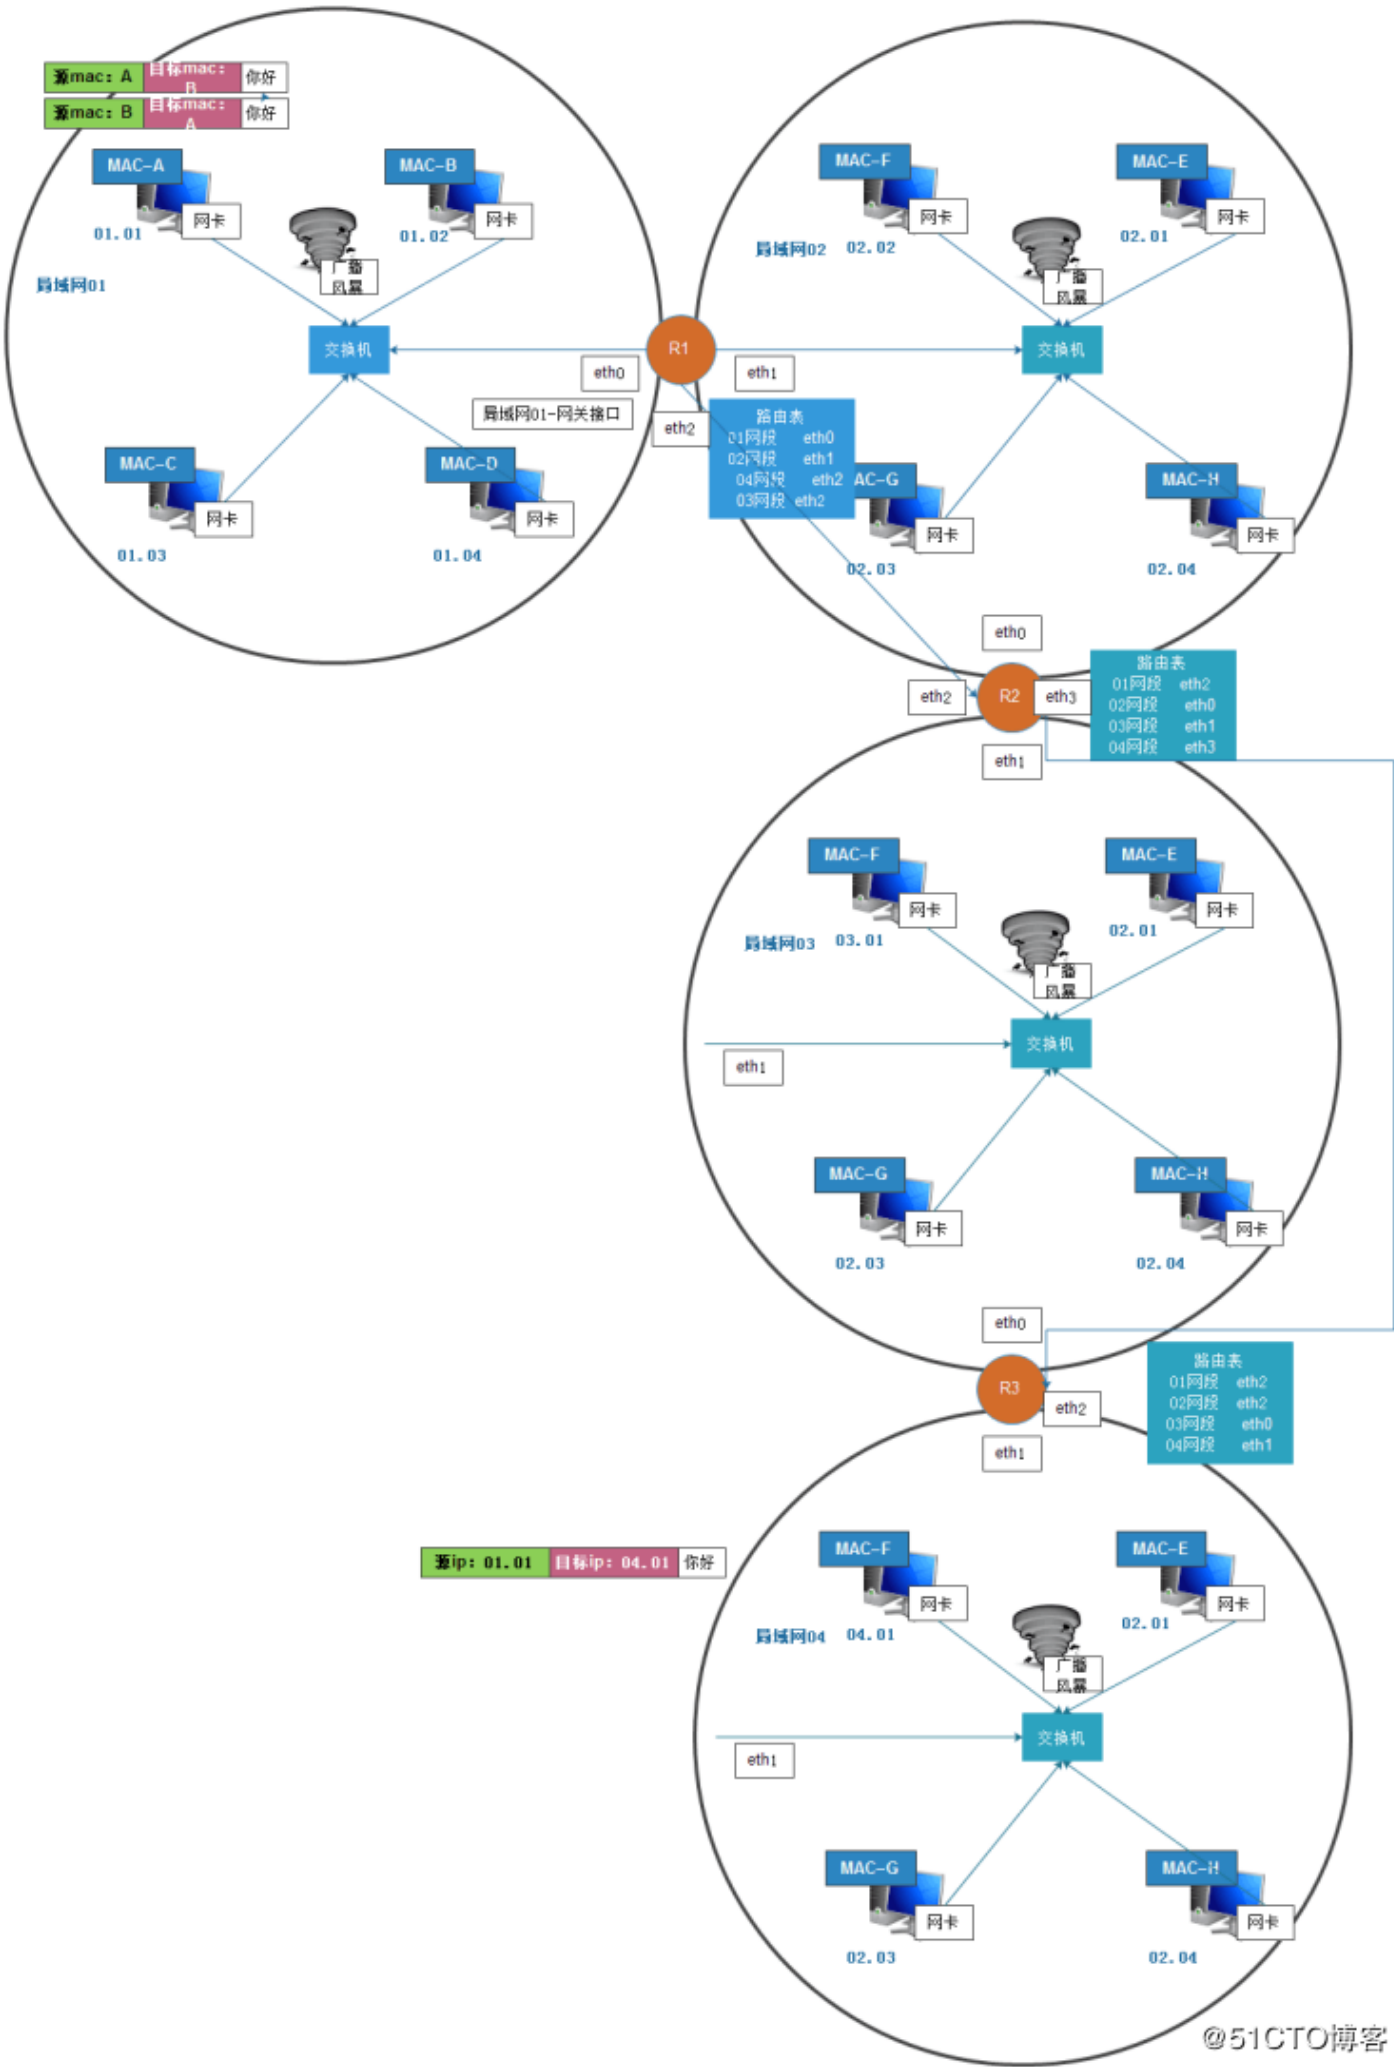 源mac: A 目标mac: B 你好
源mac: B 目标mac: A 你好
MAC-A
网卡
01.01
MAC-B
网卡
01.02
局域网01
广播
风暴
交换机
MAC-C
网卡
01.03
MAC-D
网卡
01.04
eth0
R1
eth1
局域网01-网关接口
eth2
路由表
01网段 eth0
02网段 eth1
04网段 eth2
03网段 eth2
MAC-F
网卡
局域网02 02.02
MAC-E
网卡
02.01
广播
风暴
交换机
AC-G
网卡
02.03
MAC-H
网卡
02.04
eth0
eth2
R2
eth3
eth1
路由表
01网段 eth2
02网段 eth0
03网段 eth1
04网段 eth3
MAC-F
网卡
局域网03 03.01
MAC-E
网卡
02.01
广播
风暴
交换机
eth1
MAC-G
网卡
02.03
MAC-H
网卡
02.04
eth0
R3
eth2
eth1
路由表
01网段 eth2
02网段 eth2
03网段 eth0
04网段 eth1
源ip: 01.01 目标ip: 04.01 你好
MAC-F
网卡
局域网04 04.01
MAC-E
网卡
02.01
广播
风暴
交换机
eth1
MAC-G
网卡
02.03
MAC-H
网卡
02.04
@51CTO博客